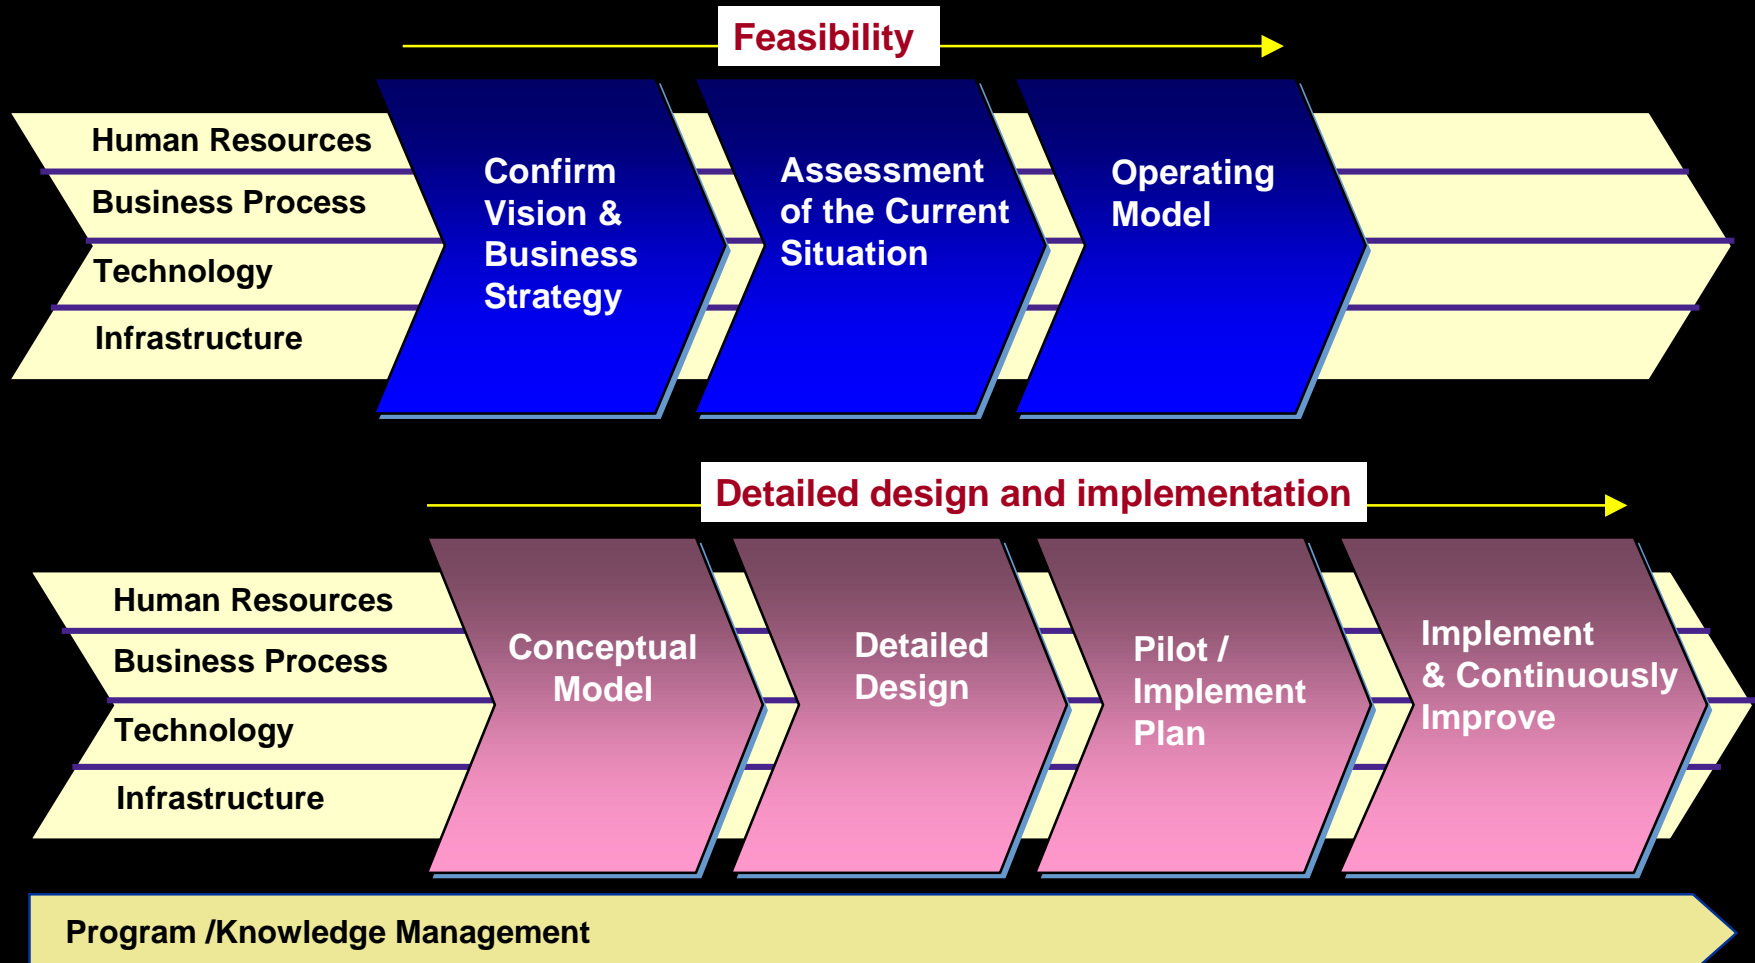 Feasibility
Human Resources
Business Process
Technology
Infrastructure
Confirm
Vision &
Business
Strategy
Assessment
of the Current
Situation
Operating
Model
Detailed design and implementation
Human Resources
Business Process
Technology
Infrastructure
Conceptual
Model
Detailed
Design
Pilot /
Implement
Plan
Implement
& Continuously
Improve
Program /Knowledge Management